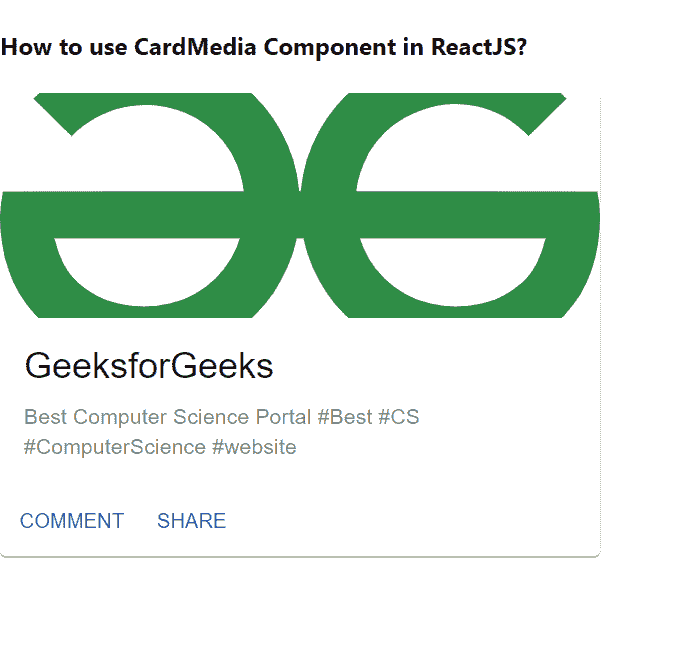 How to use CardMedia Component in ReactJS?
GeeksforGeeks
Best Computer Science Portal #Best #CS
#ComputerScience #website
COMMENT SHARE